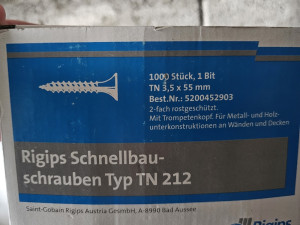 1000 Stück, 1 Bit
TN 3,5 x 55 mm
Best.Nr.: 5200452903
2-fach rostgeschützt.
Mit Trompetenkopf. Für Metall- und Holz-
unterkonstruktionen an Wänden und Decken
Rigips Schnellbau-
schrauben Typ TN 212
Saint-Gobain Rigips Austria GesmbH, A-8990 Bad Aussee
Rigips